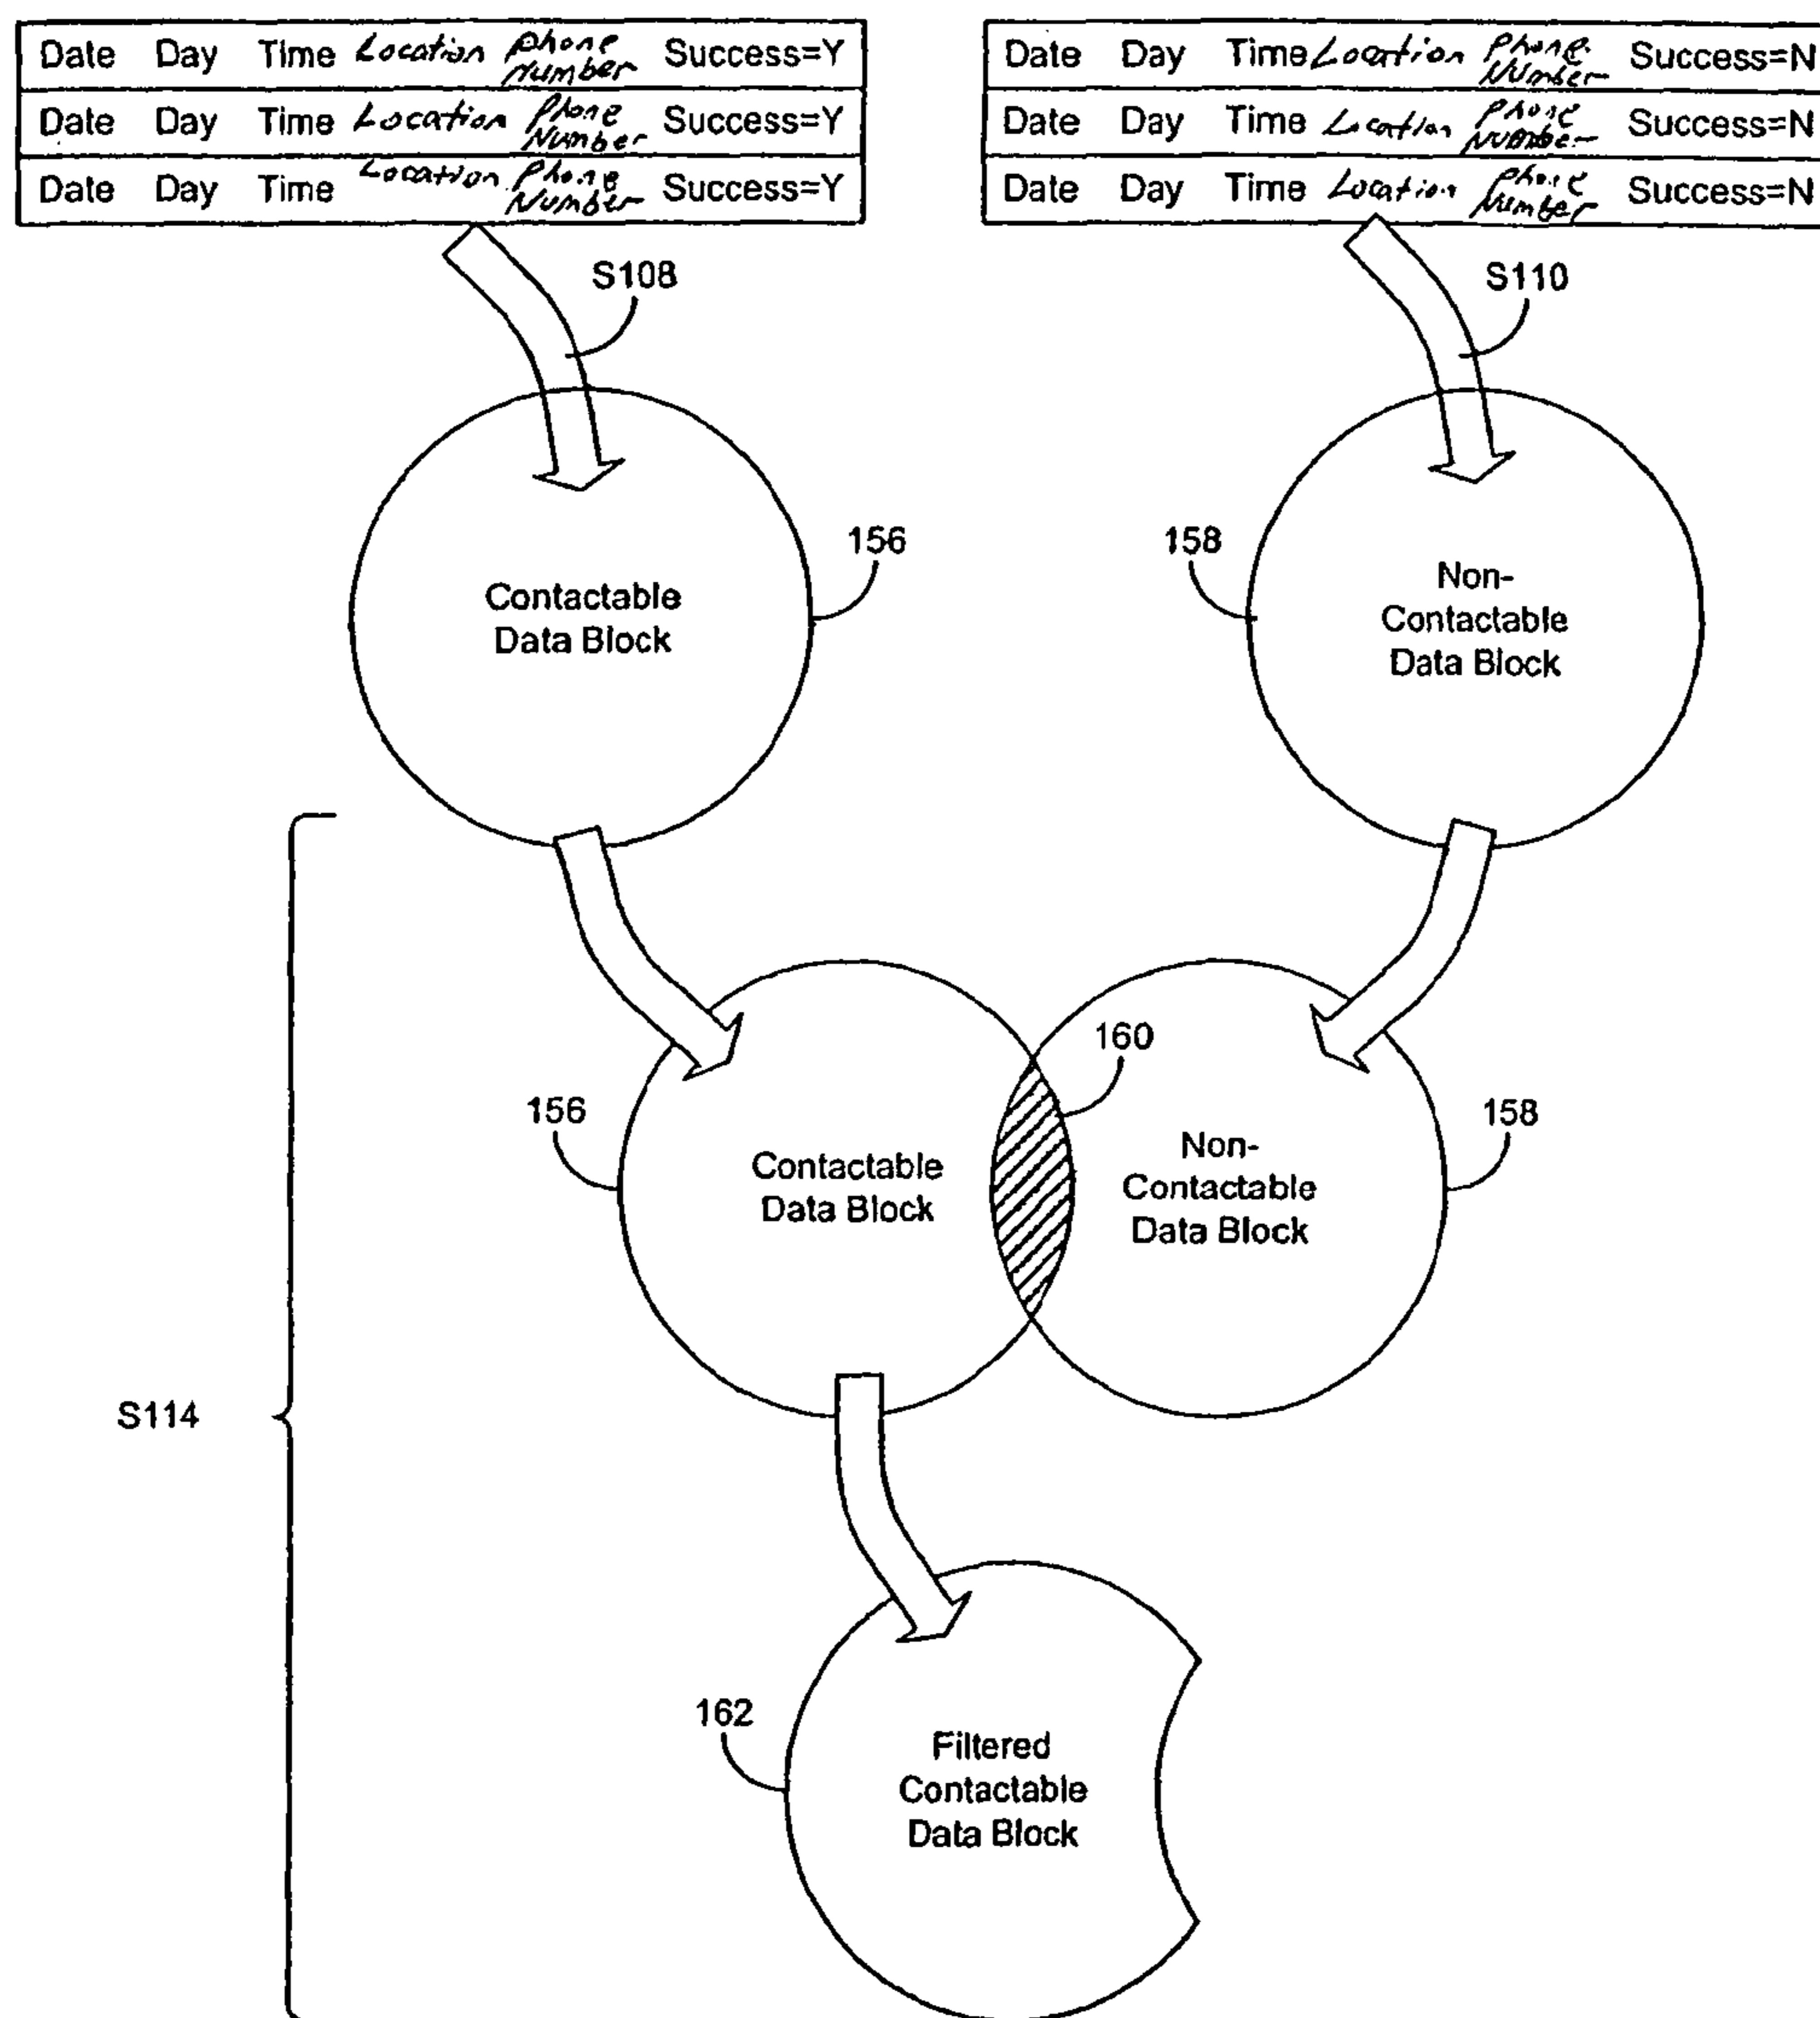 Date Day Time Location Phone Number Success=Y
Date Day Time Location Phone Number Success=Y
Date Day Time Location Phone Number Success=Y
Date Day Time Location Phone Number Success=N
Date Day Time Location Phone Number Success=N
Date Day Time Location Phone Number Success=N
S108
S110
156
Contactable
Data Block
158
Non-
Contactable
Data Block
160
156
Contactable
Data Block
158
Non-
Contactable
Data Block
S114
162
Filtered
Contactable
Data Block